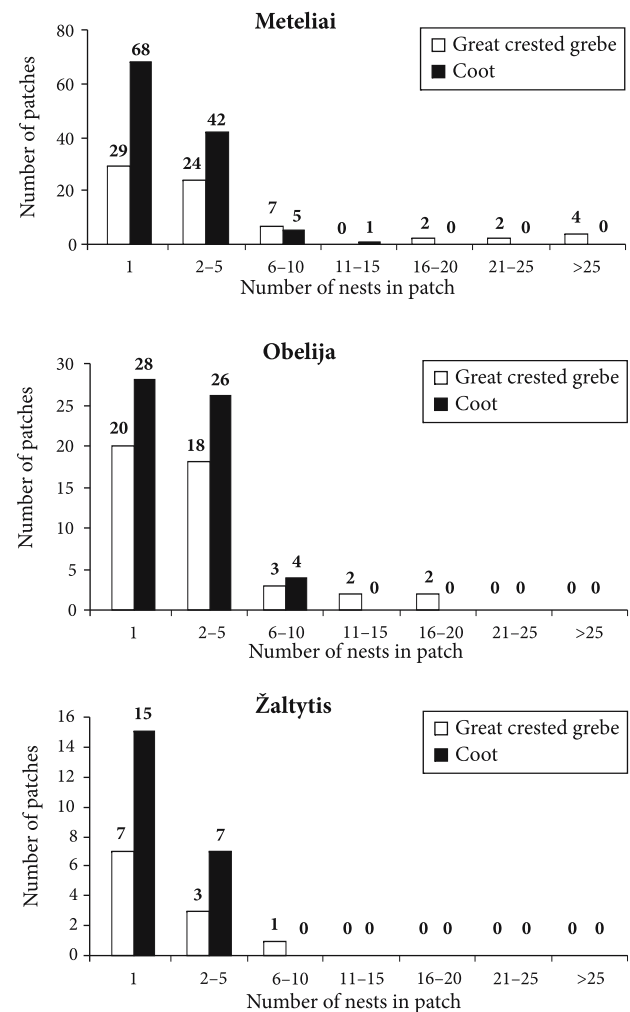 Meteliai
Great crested grebe
Coot
Number of patches
80
60
40
20
0
29 68
24 42
7 5
0 1
2 0
2 0
4 0
1 2–5 6–10 11–15 16–20 21–25 >25
Number of nests in patch
Obelija
Great crested grebe
Coot
Number of patches
30
25
20
15
10
5
0
20 28
18 26
3 4
2 0
2 0
0 0
0 0
1 2–5 6–10 11–15 16–20 21–25 >25
Number of nests in patch
Žaltytis
Great crested grebe
Coot
Number of patches
16
14
12
10
8
6
4
2
0
7 15
3 7
1 0
0 0
0 0
0 0
0 0
1 2–5 6–10 11–15 16–20 21–25 >25
Number of nests in patch